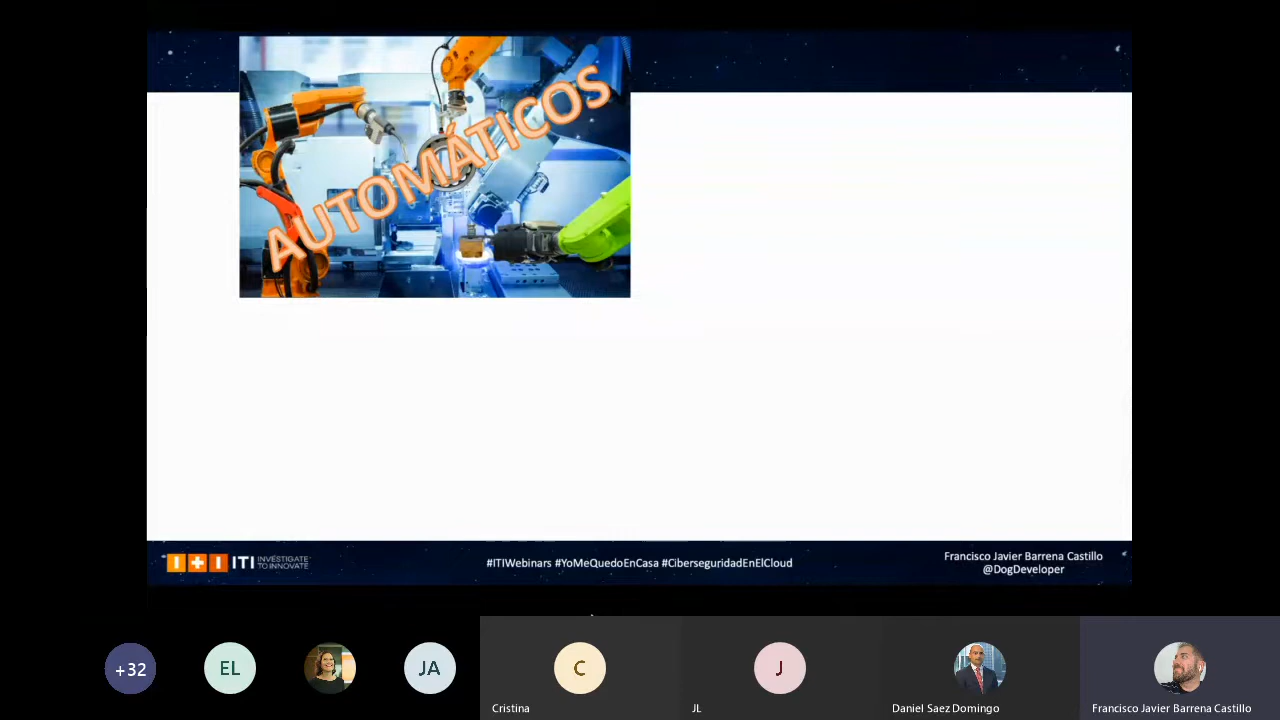 AUTOMÁTICOS
I+I ITI INVESTIGATE
TO INNOVATE
#ITIWebinars #YoMeQuedoEnCasa #CiberseguridadEnElCloud
Francisco Javier Barrena Castillo
@DogDeveloper
+32
EL
JA
C
J
Cristina
JL
Daniel Saez Domingo
Francisco Javier Barrena Castillo